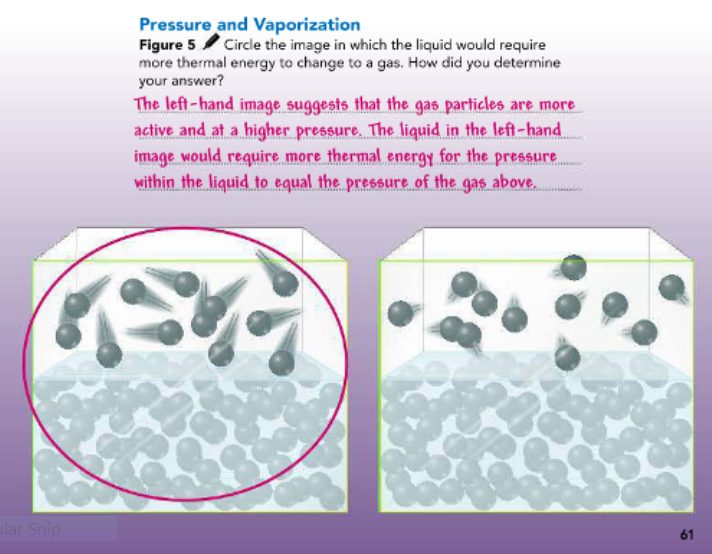 Pressure and Vaporization
Figure 5 Circle the image in which the liquid would require
more thermal energy to change to a gas. How did you determine
your answer?
The left-hand image suggests that the gas particles are more
active and at a higher pressure. The liquid in the left-hand
image would require more thermal energy for the pressure
within the liquid to equal the pressure of the gas above.
ular Snip
61